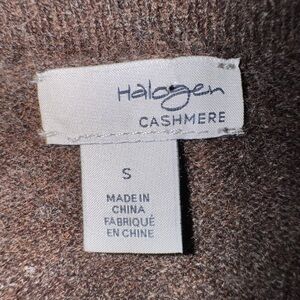 Halogen
CASHMERE
S
MADE IN
CHINA
FABRIQUÉ
EN CHINE